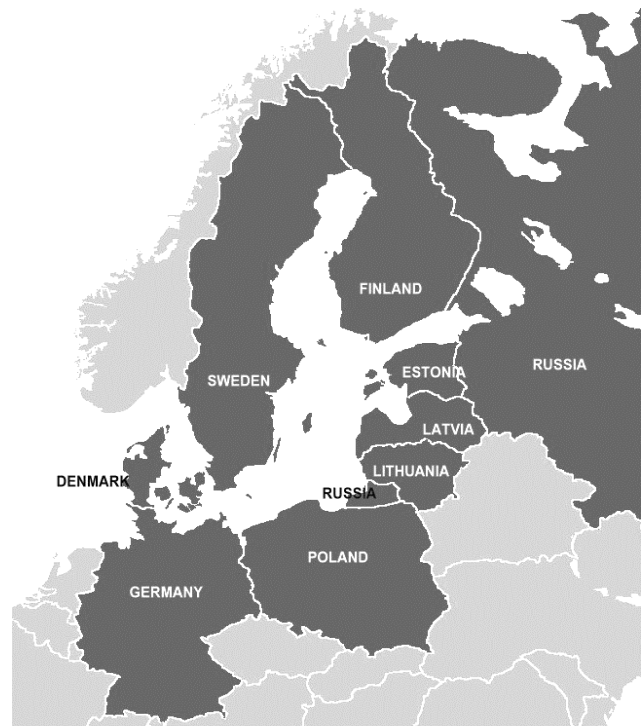 FINLAND
RUSSIA
ESTONIA
SWEDEN
LATVIA
LITHUANIA
DENMARK
RUSSIA
POLAND
GERMANY